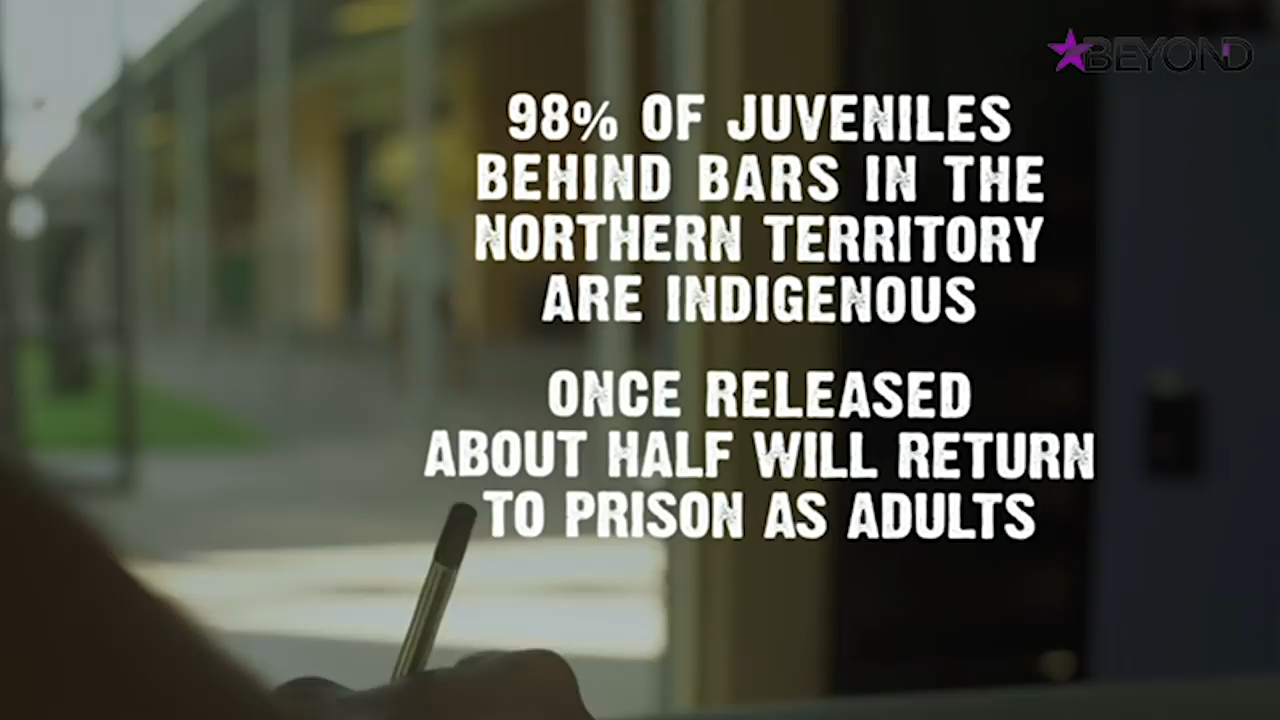 BEYOND
98% OF JUVENILES
BEHIND BARS IN THE
NORTHERN TERRITORY
ARE INDIGENOUS
ONCE RELEASED
ABOUT HALF WILL RETURN
TO PRISON AS ADULTS